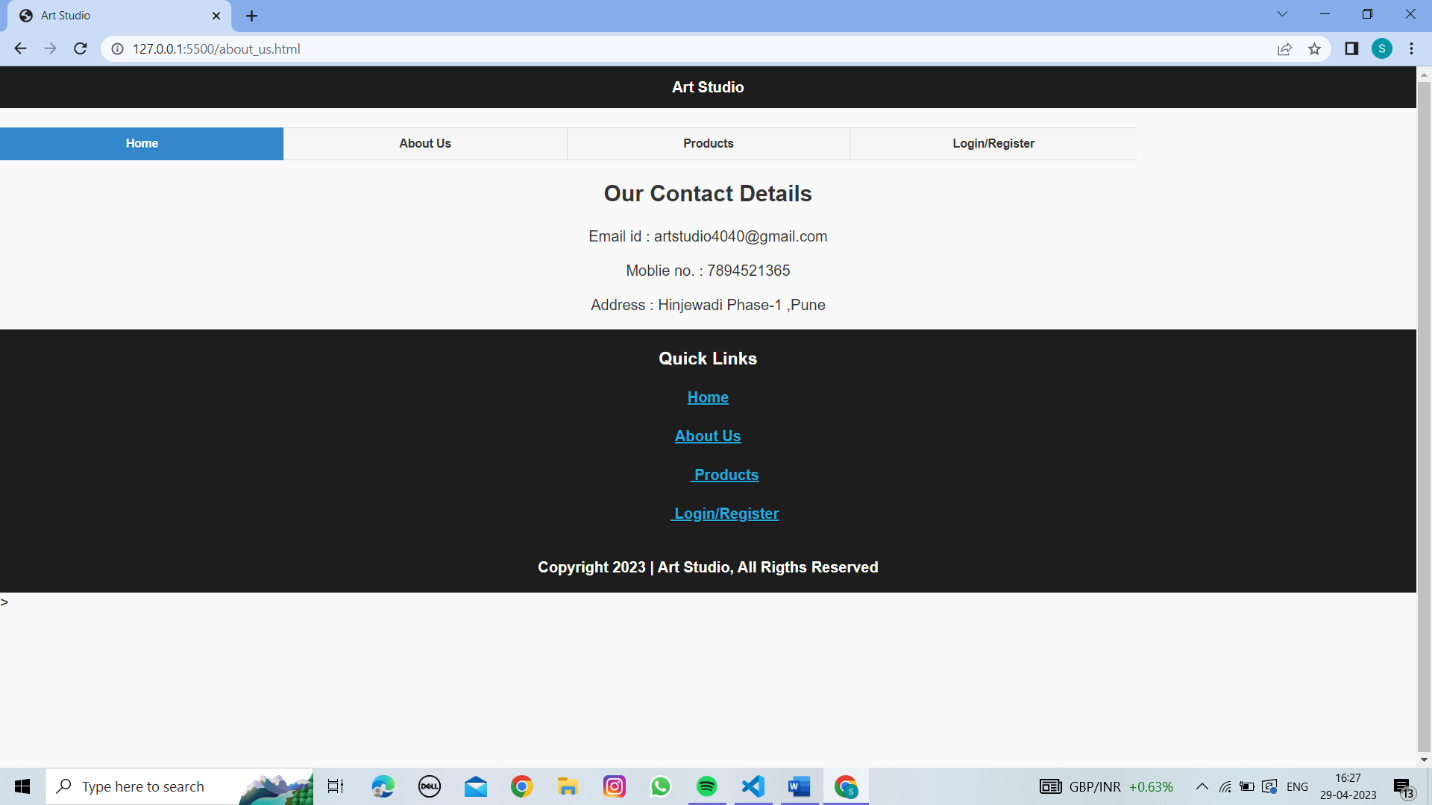 Art Studio
127.0.0.1:5500/about_us.html
S
Art Studio
Home About Us Products Login/Register
Our Contact Details
Email id : artstudio4040@gmail.com
Moblie no. : 7894521365
Address : Hinjewadi Phase-1 ,Pune
Quick Links
Home
About Us
Products
Login/Register
Copyright 2023 | Art Studio, All Rigths Reserved
>
Type here to search DELL W S GBP/INR +0.63% ENG 16:27
29-04-2023 13